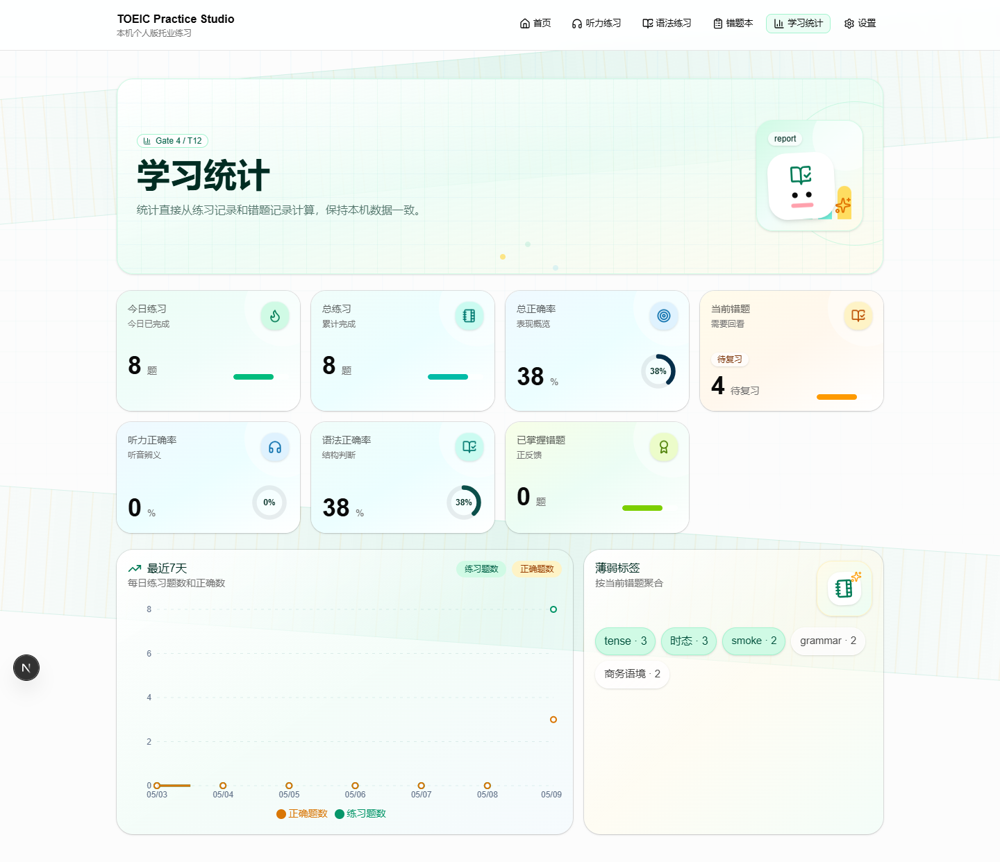 TOEIC Practice Studio
本机个人版托业练习
首页
听力练习
语法练习
错题本
学习统计
设置
Gate 4 / T12
学习统计
统计直接从练习记录和错题记录计算，保持本机数据一致。
report
今日练习
今日已完成
8 题
总练习
累计完成
8 题
总正确率
表现概览
38 %
38%
当前错题
需要回看
待复习
4 待复习
听力正确率
听音辨义
0 %
0%
语法正确率
结构判断
38 %
38%
已掌握错题
正反馈
0 题
最近7天
每日练习题数和正确数
练习题数
正确题数
8
6
4
2
0
05/03
05/04
05/05
05/06
05/07
05/08
05/09
正确题数
练习题数
薄弱标签
按当前错题聚合
tense · 3
时态 · 3
smoke · 2
grammar · 2
商务语境 · 2
N